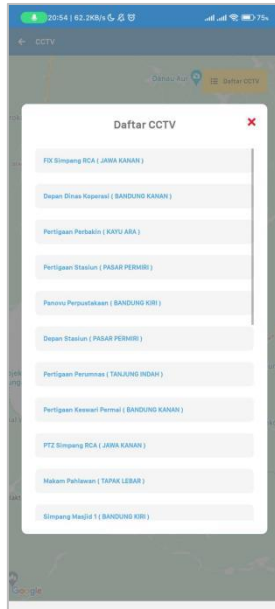 20:54 | 62.2KB/s
75%
CCTV
Danau Aur
Daftar CCTV
Daftar CCTV
FIX Simpang RCA ( JAWA KANAN )
Depan Dinas Koperasi ( BANDUNG KANAN )
Pertigaan Perbakin ( KAYU ARA )
Pertigaan Stasiun ( PASAR PERMIRI )
Panovu Perpustakaan ( BANDUNG KIRI )
Depan Stasiun ( PASAR PERMIRI )
Pertigaan Perumnas ( TANJUNG INDAH )
Pertigaan Keswari Permai ( BANDUNG KANAN )
PTZ Simpang RCA ( JAWA KANAN )
Makam Pahlawan ( TAPAK LEBAR )
Simpang Masjid 1 ( BANDUNG KIRI )
Google